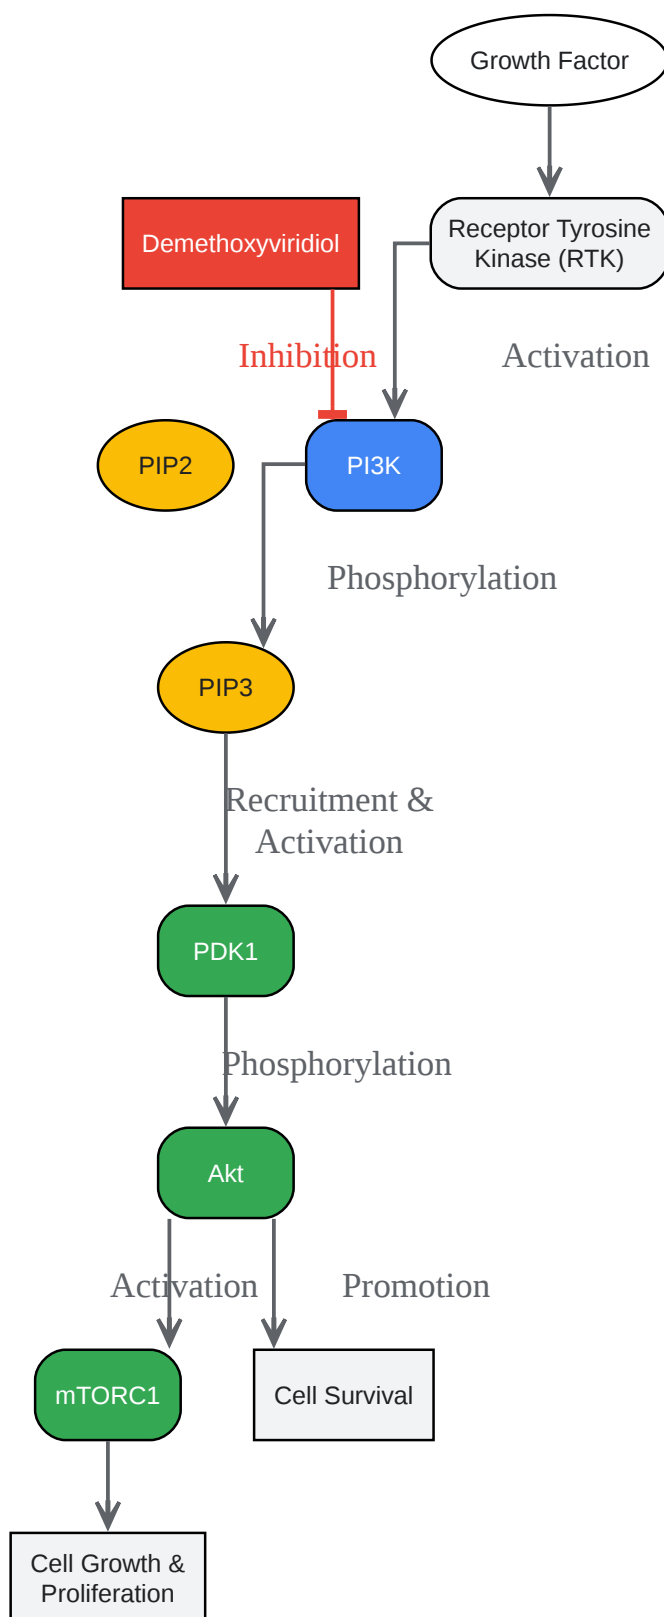 Growth Factor
Demethoxyviridiol
Receptor Tyrosine
Kinase (RTK)
Inhibition
Activation
PIP2
PI3K
Phosphorylation
PIP3
Recruitment &
Activation
PDK1
Phosphorylation
Akt
Activation
Promotion
mTORC1
Cell Survival
Cell Growth &
Proliferation